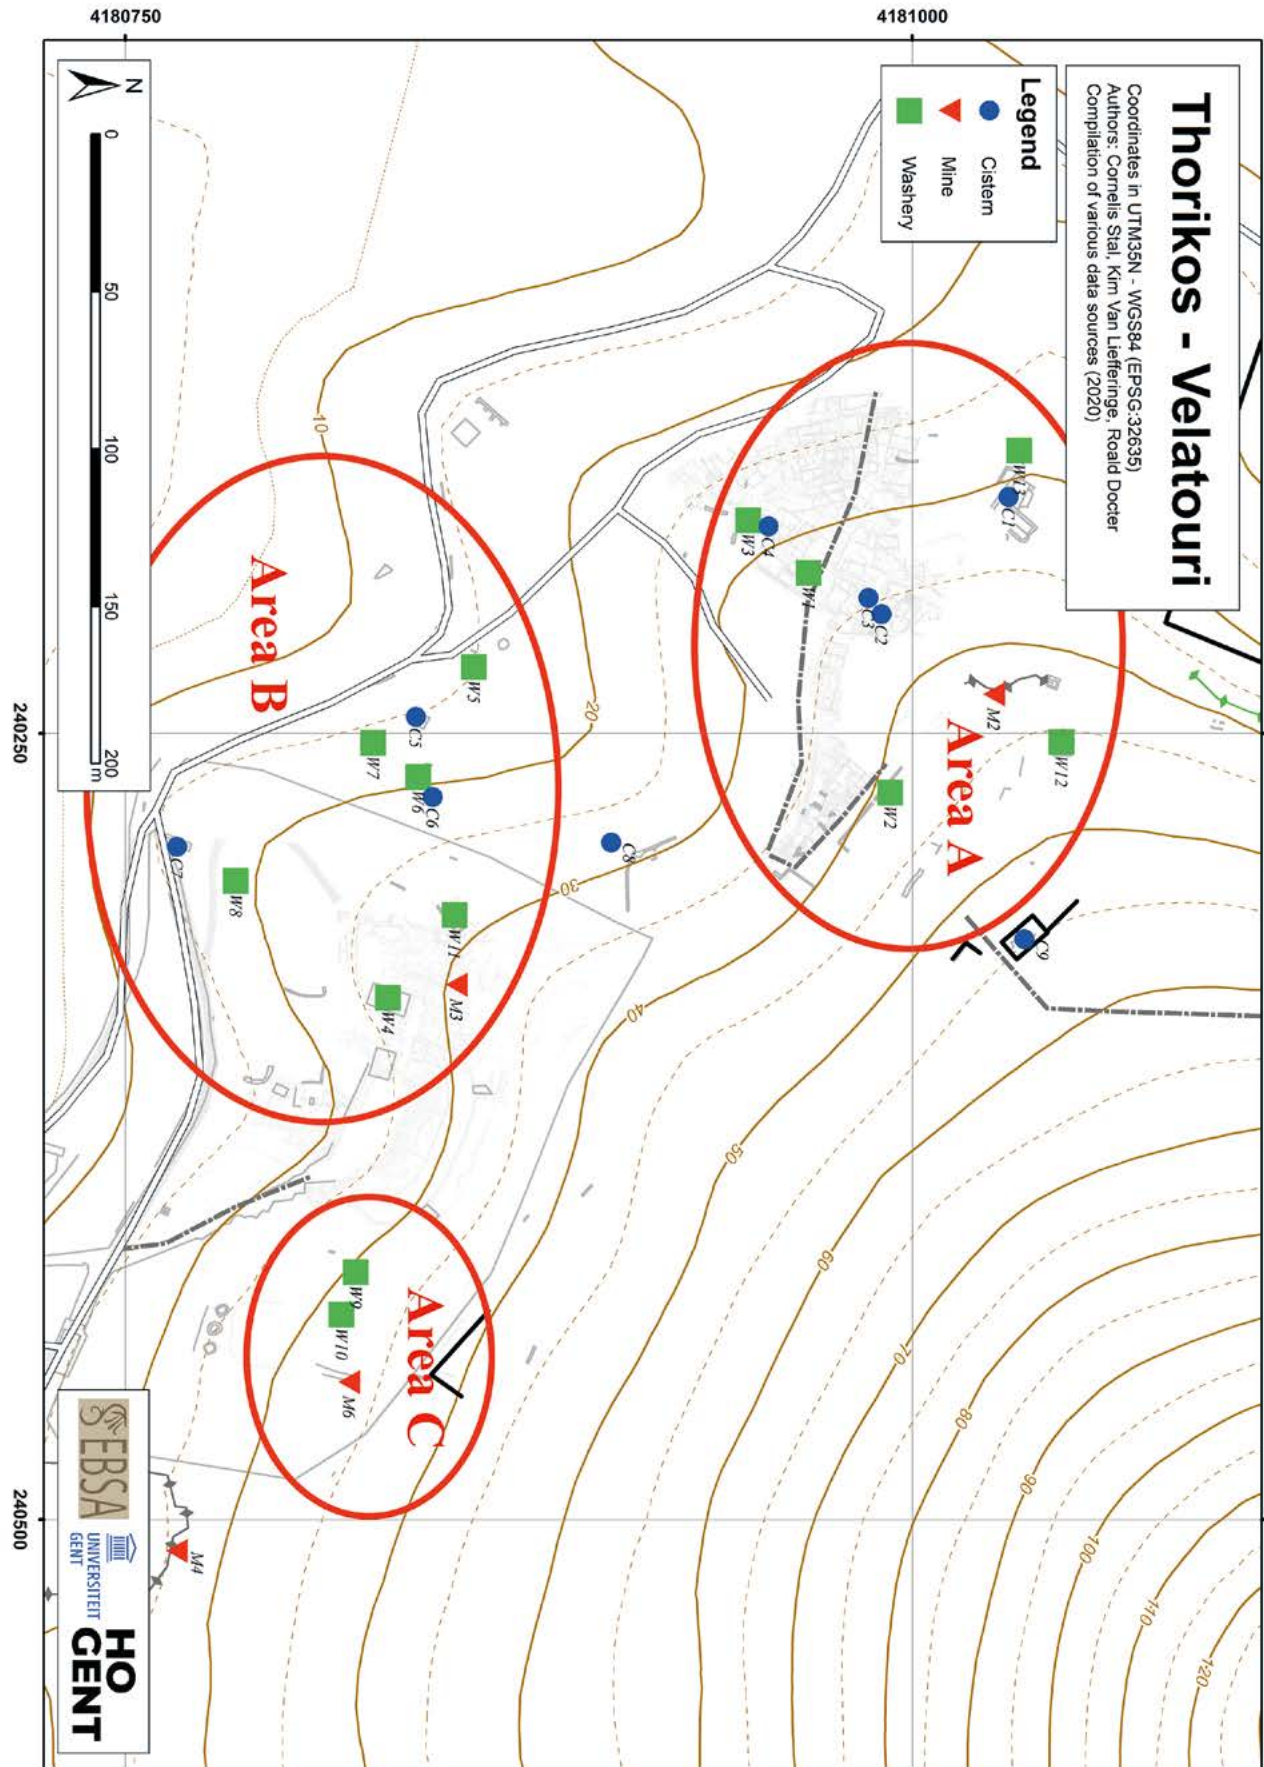 Thorikos - Velatouri
Coordinates in UTM35N - WGS84 (EPSG:32635)
Authors: Cornelis Stal, Kim Van Liefferinge, Roald Docter
Compilation of various data sources (2020)
Legend
Cistern
Mine
Washery
4180750
4181000
240250
240500
N
0
50
100
150
200
m
Area A
W13
C1
C4
W3
W1
C3
C2
M2
W12
W2
C9
C8
Area B
W5
C5
W7
W6
C6
C7
W8
W11
M3
W4
Area C
W9
W10
M6
M4
10
20
30
40
50
60
70
80
90
100
110
120
EBSA
UNIVERSITEIT
GENT
HO
GENT